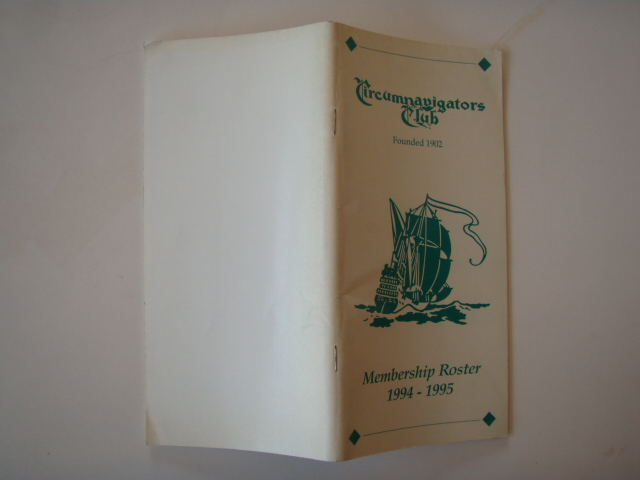 Circumnavigators
Club
Founded 1902
Membership Roster
1994 - 1995